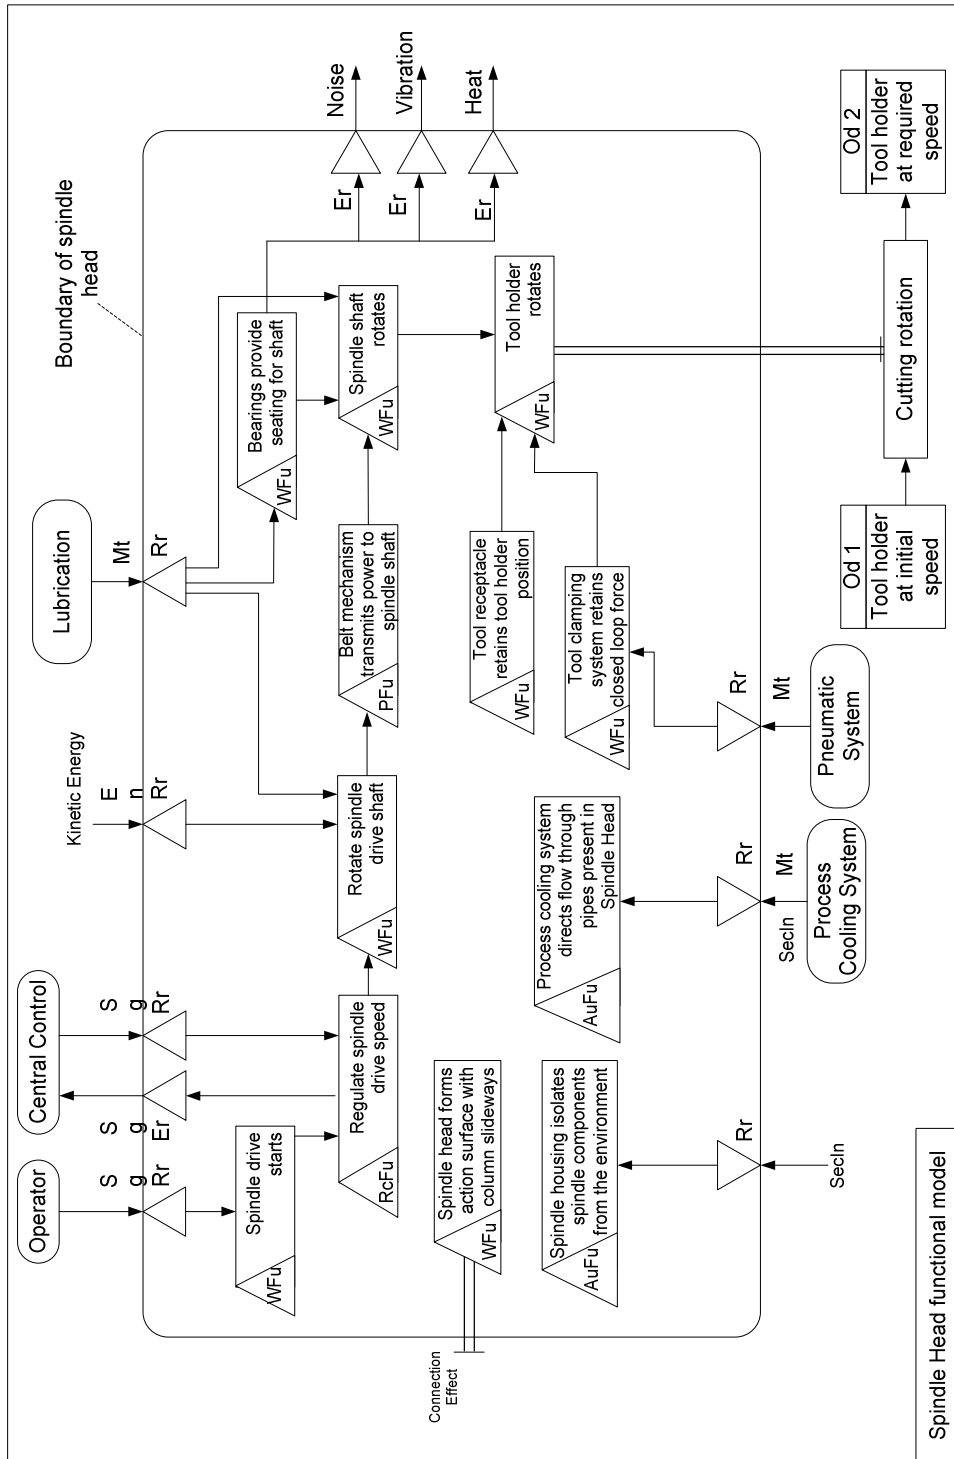 Operator
Central Control
Kinetic Energy
Lubrication
Boundary of spindle
head
Sg
Rr
Sg
Er
Sg
Rr
En
Rr
Mt
Rr
Spindle drive
starts
WFu
Regulate spindle
drive speed
RcFu
Rotate spindle
drive shaft
WFu
Belt mechanism
transmits power to
spindle shaft
PFu
Bearings provide
seating for shaft
WFu
Spindle shaft
rotates
WFu
Er
Noise
Er
Vibration
Er
Heat
Connection
Effect
Spindle head forms
action surface with
column slideways
WFu
Tool receptacle
retains tool holder
position
WFu
Tool holder
rotates
WFu
Spindle housing isolates
spindle components
from the environment
AuFu
Process cooling system
directs flow through
pipes present in
Spindle Head
AuFu
Tool clamping
system retains
closed loop force
WFu
Rr
SecIn
Rr
Mt
SecIn
Process
Cooling System
Rr
Mt
Pneumatic
System
Od 1
Tool holder
at initial
speed
Cutting rotation
Od 2
Tool holder
at required
speed
Spindle Head functional model